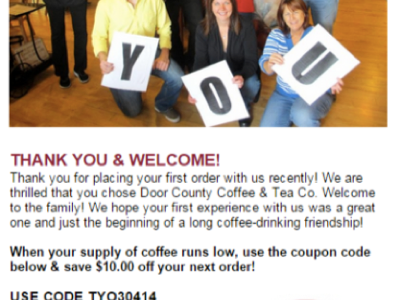 YOU
THANK YOU & WELCOME!
Thank you for placing your first order with us recently! We are
thrilled that you chose Door County Coffee & Tea Co. Welcome
to the family! We hope your first experience with us was a great
one and just the beginning of a long coffee-drinking friendship!
When your supply of coffee runs low, use the coupon code
below & save $10.00 off your next order!
USE CODE TYO30414